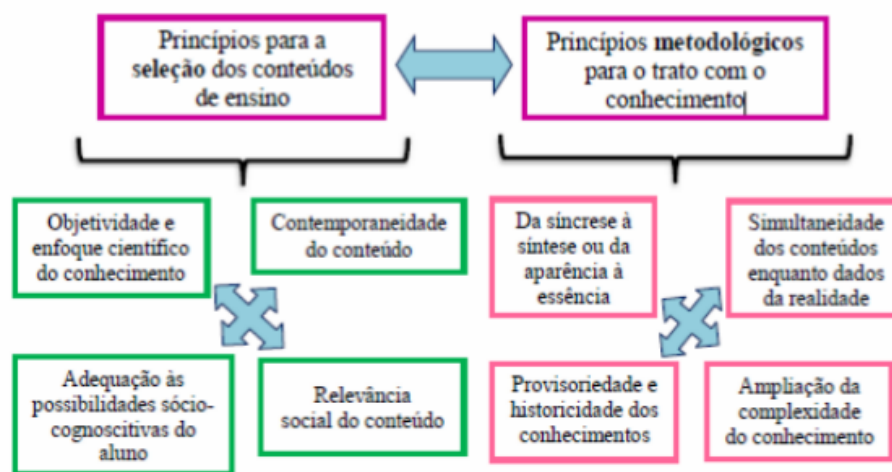 Princípios para a
seleção dos conteúdos
de ensino
Princípios metodológicos
para o trato com o
conhecimento
Objetividade e
enfoque científico
do conhecimento
Contemporaneidade
do conteúdo
Da síncrese à
síntese ou da
aparência à
essência
Simultaneidade
dos conteúdos
enquanto dados
da realidade
Adequação às
possibilidades sócio-
cognoscitivas do
aluno
Relevância
social do conteúdo
Provisoriedade e
historicidade dos
conhecimentos
Ampliação da
complexidade
do conhecimento